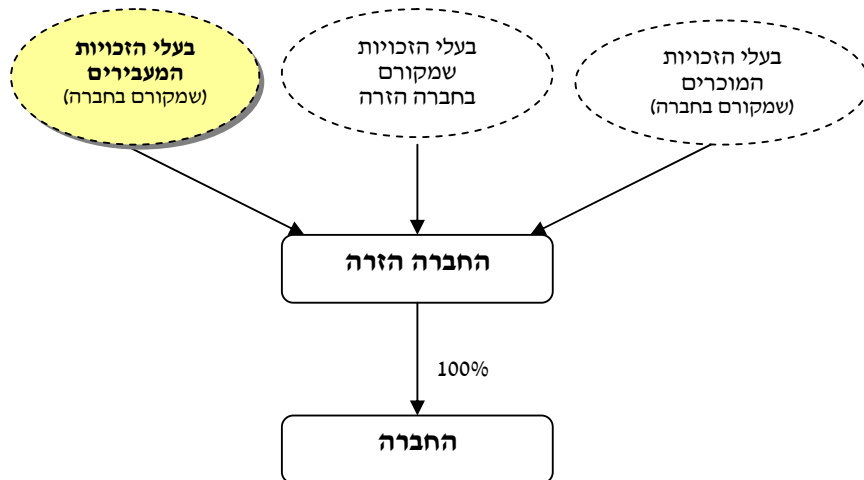 בעלי הזכויות
המוכרים
(שמקורם בחברה)
בעלי הזכויות
שמקורם
בחברה הזרה
בעלי הזכויות
המעבירים
(שמקורם בחברה)
החברה הזרה
100%
החברה